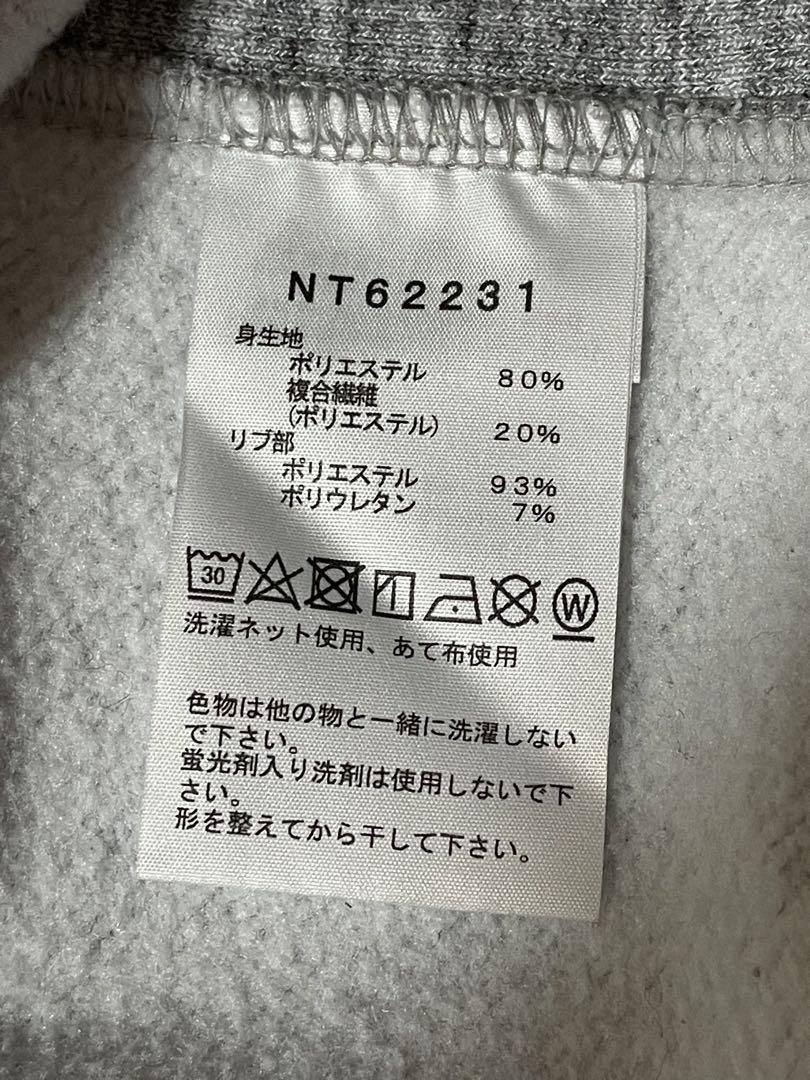 NT62231
身生地
ポリエステル 80%
複合繊維
(ポリエステル) 20%
リブ部
ポリエステル 93%
ポリウレタン 7%
30
W
洗濯ネット使用、あて布使用
色物は他の物と一緒に洗濯しない
で下さい。
蛍光剤入り洗剤は使用しないで下
さい。
形を整えてから干して下さい。